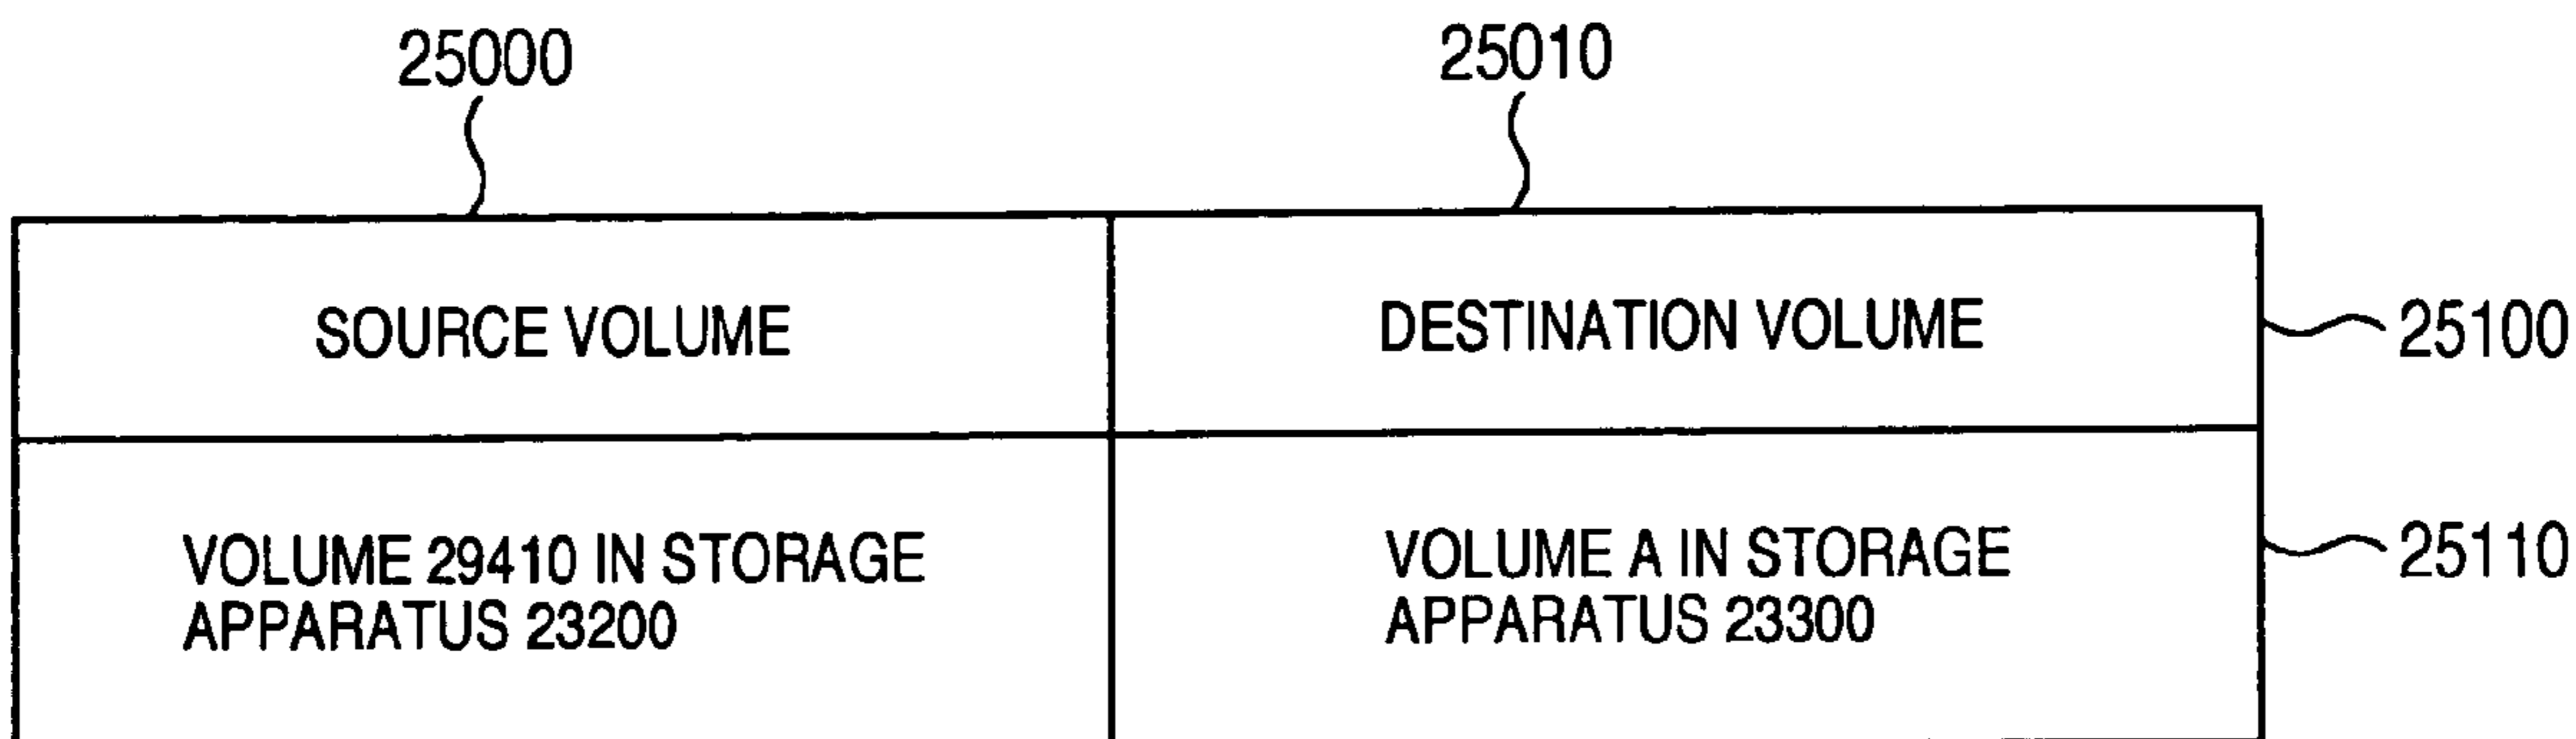 25000
25010
SOURCE VOLUME
DESTINATION VOLUME
25100
VOLUME 29410 IN STORAGE
APPARATUS 23200
VOLUME A IN STORAGE
APPARATUS 23300
25110